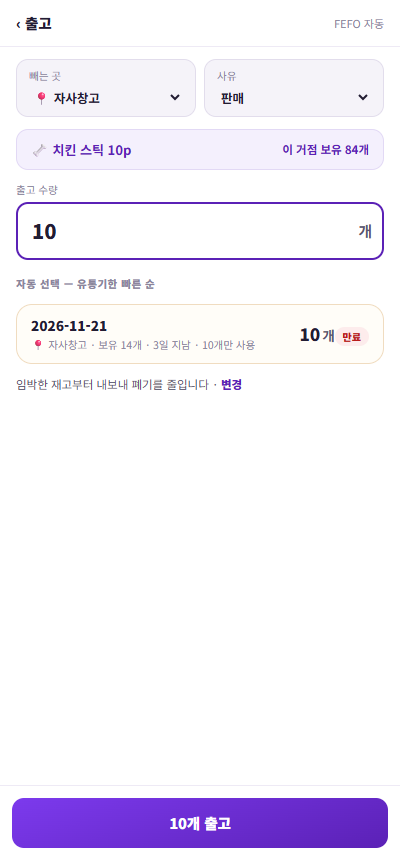 ‹ 출고
FEFO 자동
빼는 곳
자사창고
사유
판매
치킨 스틱 10p
이 거점 보유 84개
출고 수량
10
개
자동 선택 — 유통기한 빠른 순
2026-11-21
자사창고 · 보유 14개 · 3일 지남 · 10개만 사용
10 개 만료
임박한 재고부터 내보내 폐기를 줄입니다 · 변경
10개 출고